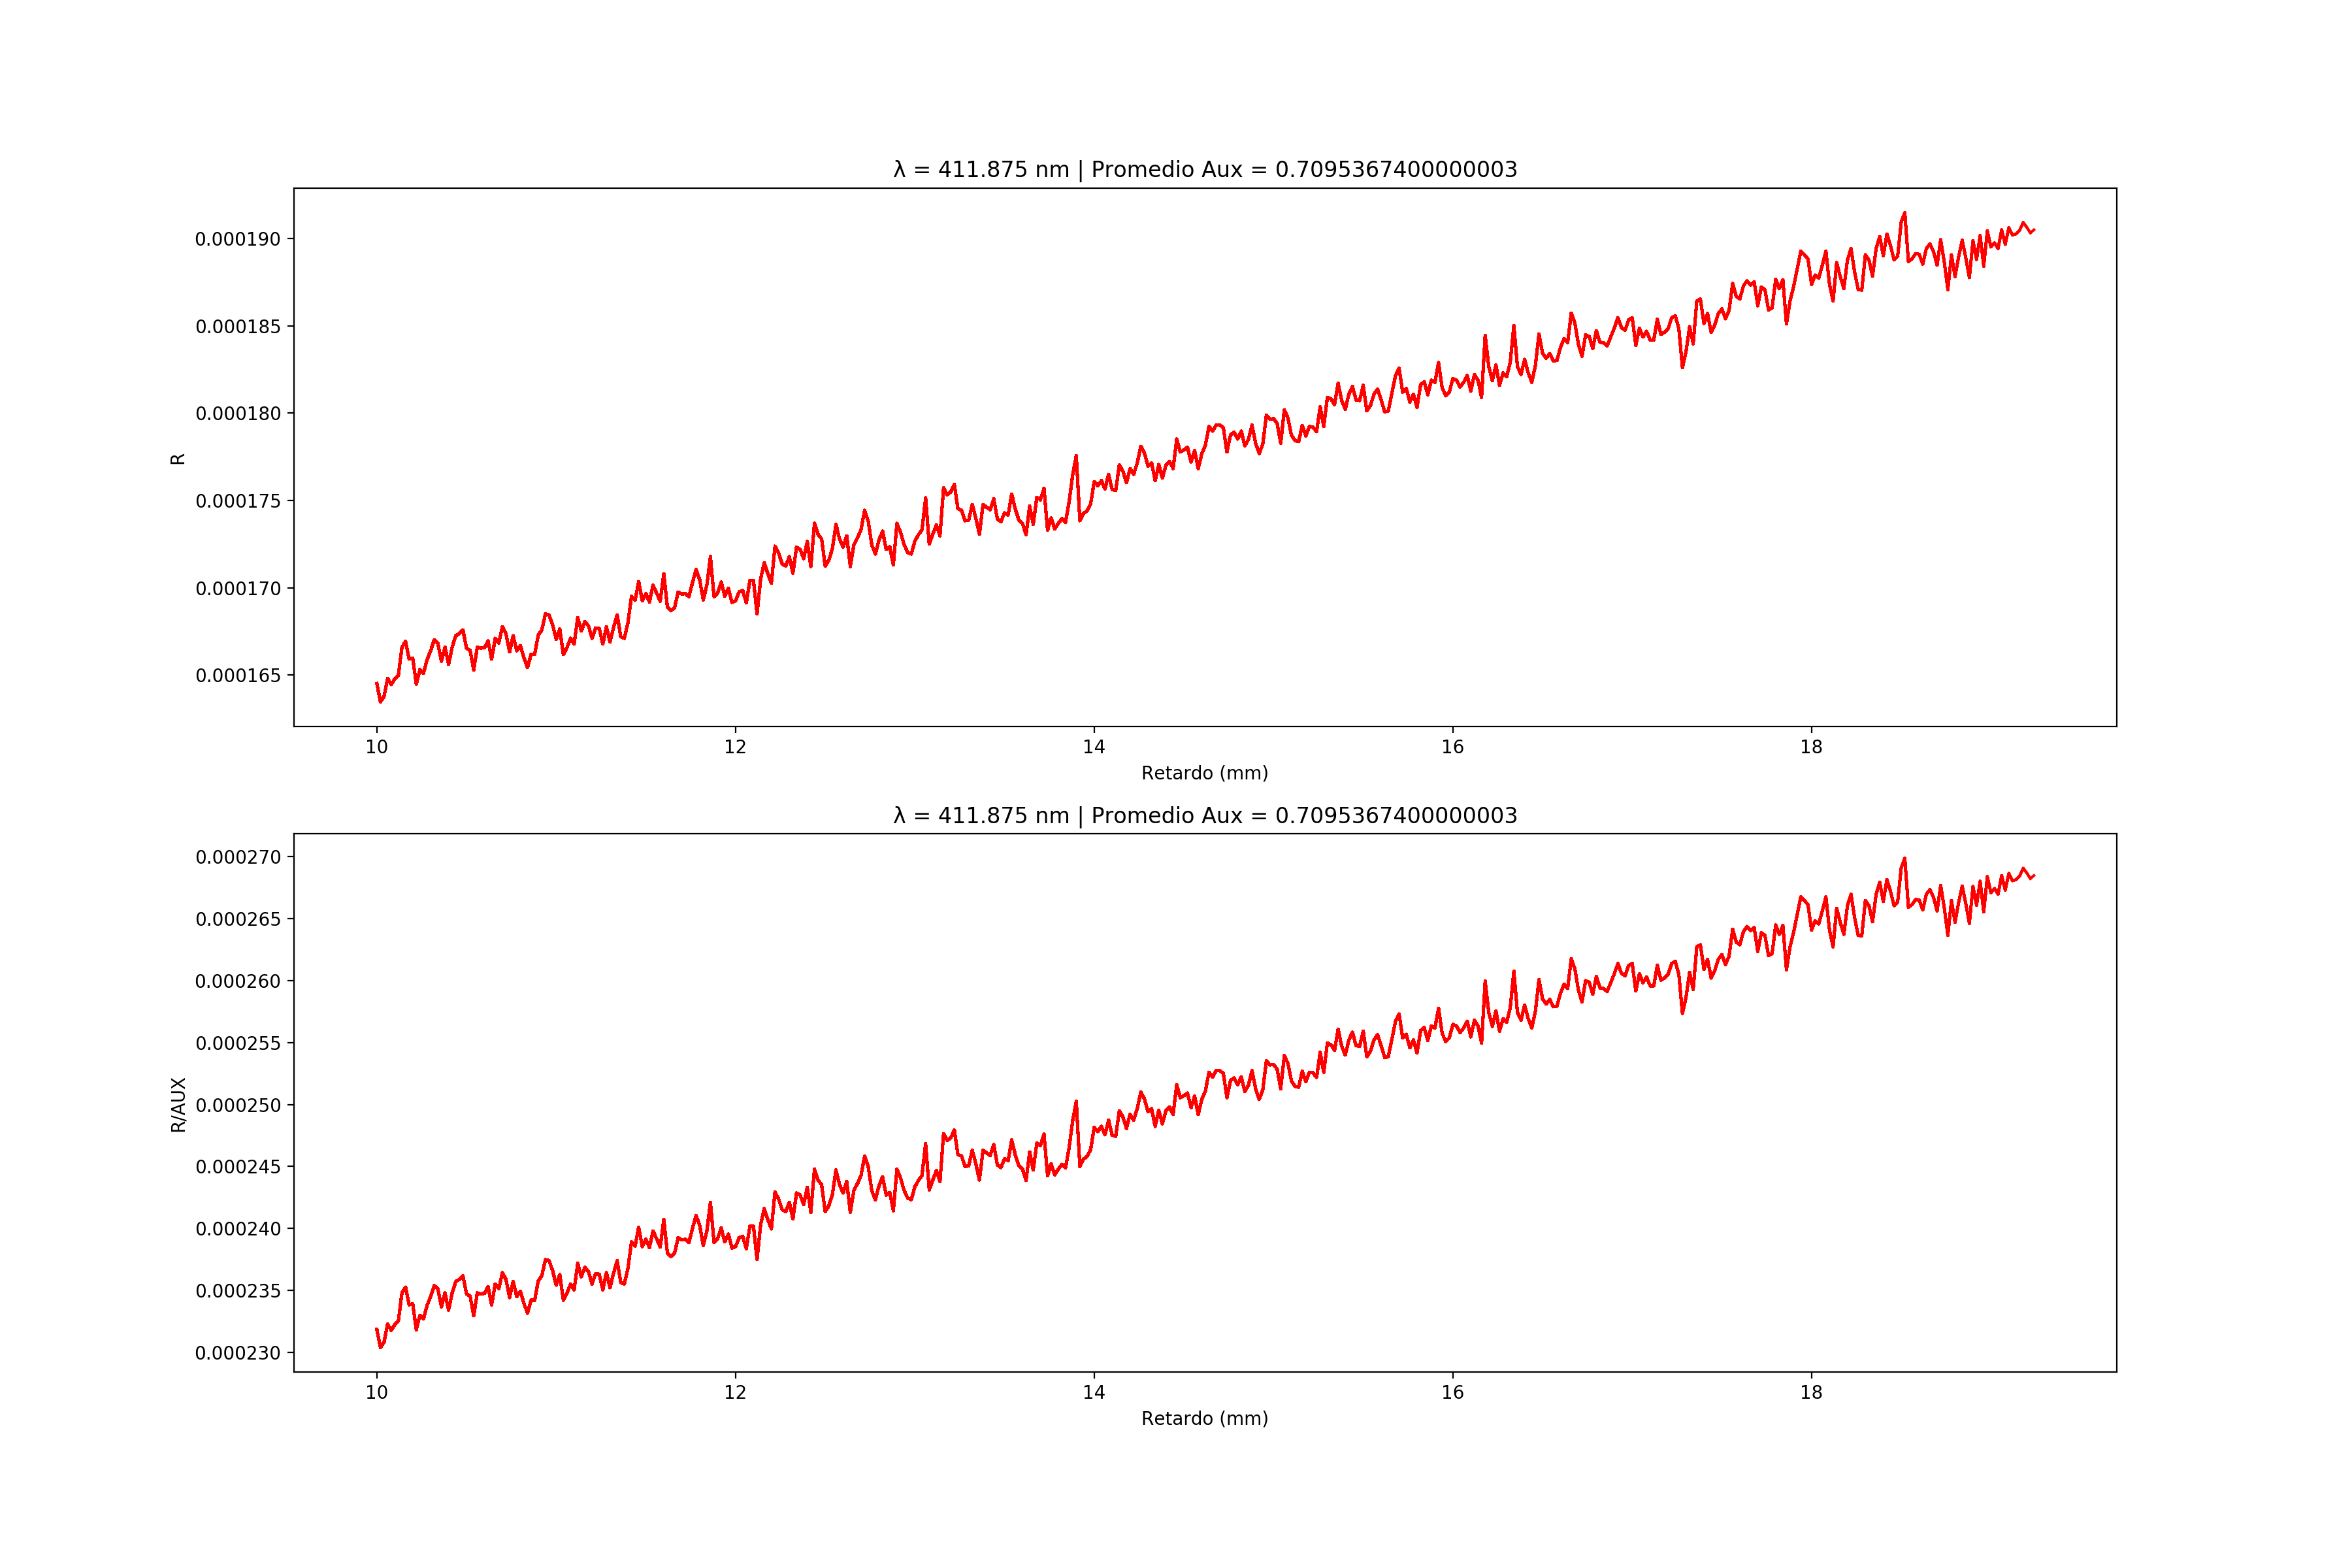 λ = 411.875 nm | Promedio Aux = 0.7095367400000003
0.000190
0.000185
0.000180
0.000175
0.000170
0.000165
R
10 12 14 16 18
Retardo (mm)
λ = 411.875 nm | Promedio Aux = 0.7095367400000003
0.000270
0.000265
0.000260
0.000255
0.000250
0.000245
0.000240
0.000235
0.000230
R/AUX
10 12 14 16 18
Retardo (mm)